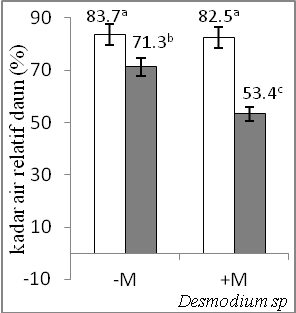 kadar air relatif daun (%)
90
70
50
30
10
-10
83.7ᵃ
71.3ᵇ
82.5ᵃ
53.4ᶜ
-M
+M
Desmodium sp